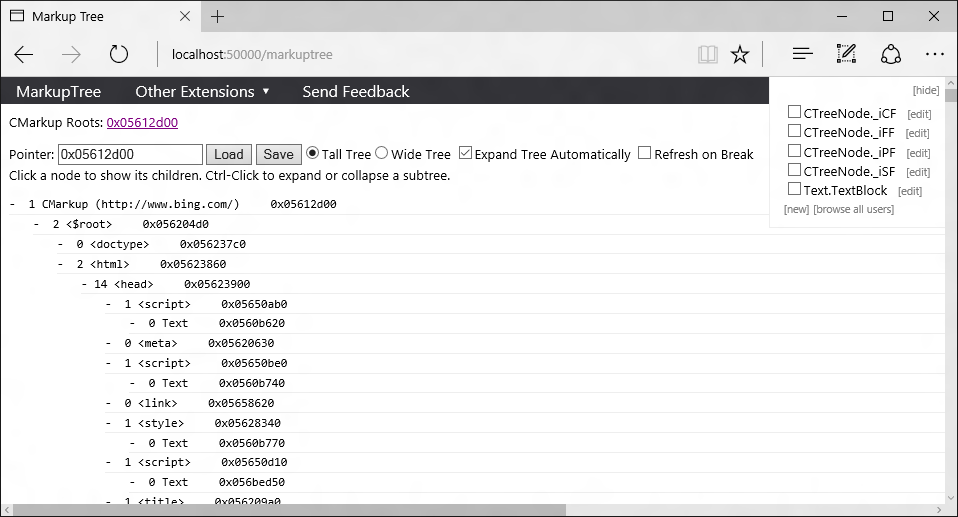 Markup Tree
localhost:50000/markuptree
MarkupTree Other Extensions ▼ Send Feedback
[hide]
CTreeNode._iCF [edit]
CTreeNode._iFF [edit]
CTreeNode._iPF [edit]
CTreeNode._iSF [edit]
Text.TextBlock [edit]
[new] [browse all users]
CMarkup Roots: 0x05612d00
Pointer: 0x05612d00 Load Save Tall Tree Wide Tree Expand Tree Automatically Refresh on Break
Click a node to show its children. Ctrl-Click to expand or collapse a subtree.
- 1 CMarkup (http://www.bing.com/) 0x05612d00
- 2 <$root> 0x056204d0
- 0 <doctype> 0x056237c0
- 2 <html> 0x05623860
- 14 <head> 0x05623900
- 1 <script> 0x05650ab0
- 0 Text 0x0560b620
- 0 <meta> 0x05620630
- 1 <script> 0x05650be0
- 0 Text 0x0560b740
- 0 <link> 0x05658620
- 1 <style> 0x05628340
- 0 Text 0x0560b770
- 1 <script> 0x05650d10
- 0 Text 0x056bed50
- 1 <title> 0x056209a0